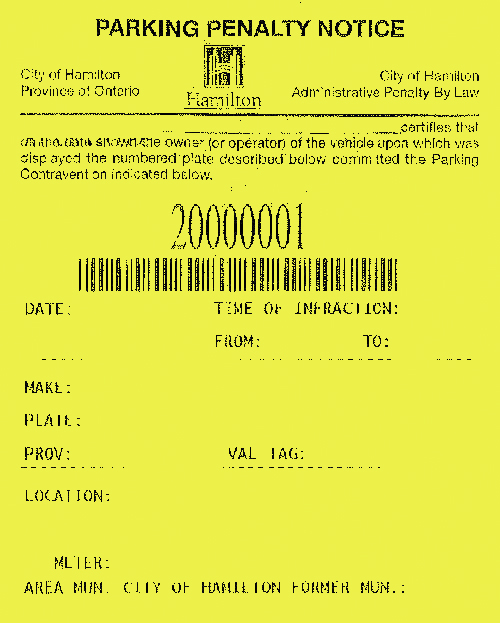 PARKING PENALTY NOTICE
City of Hamilton
Province of Ontario
Hamilton
City of Hamilton
Administrative Penalty By Law
certifies that
on the date shown the owner (or operator) of the vehicle upon which was
displayed the numbered plate described below committed the Parking
Contravention indicated below.
20000001
DATE: TIME OF INFRACTION:
FROM: TO:
MAKE:
PLATE:
PROV: VAL TAG:
LOCATION:
METER:
AREA MUN. CITY OF HAMILTON FORMER MUN.: